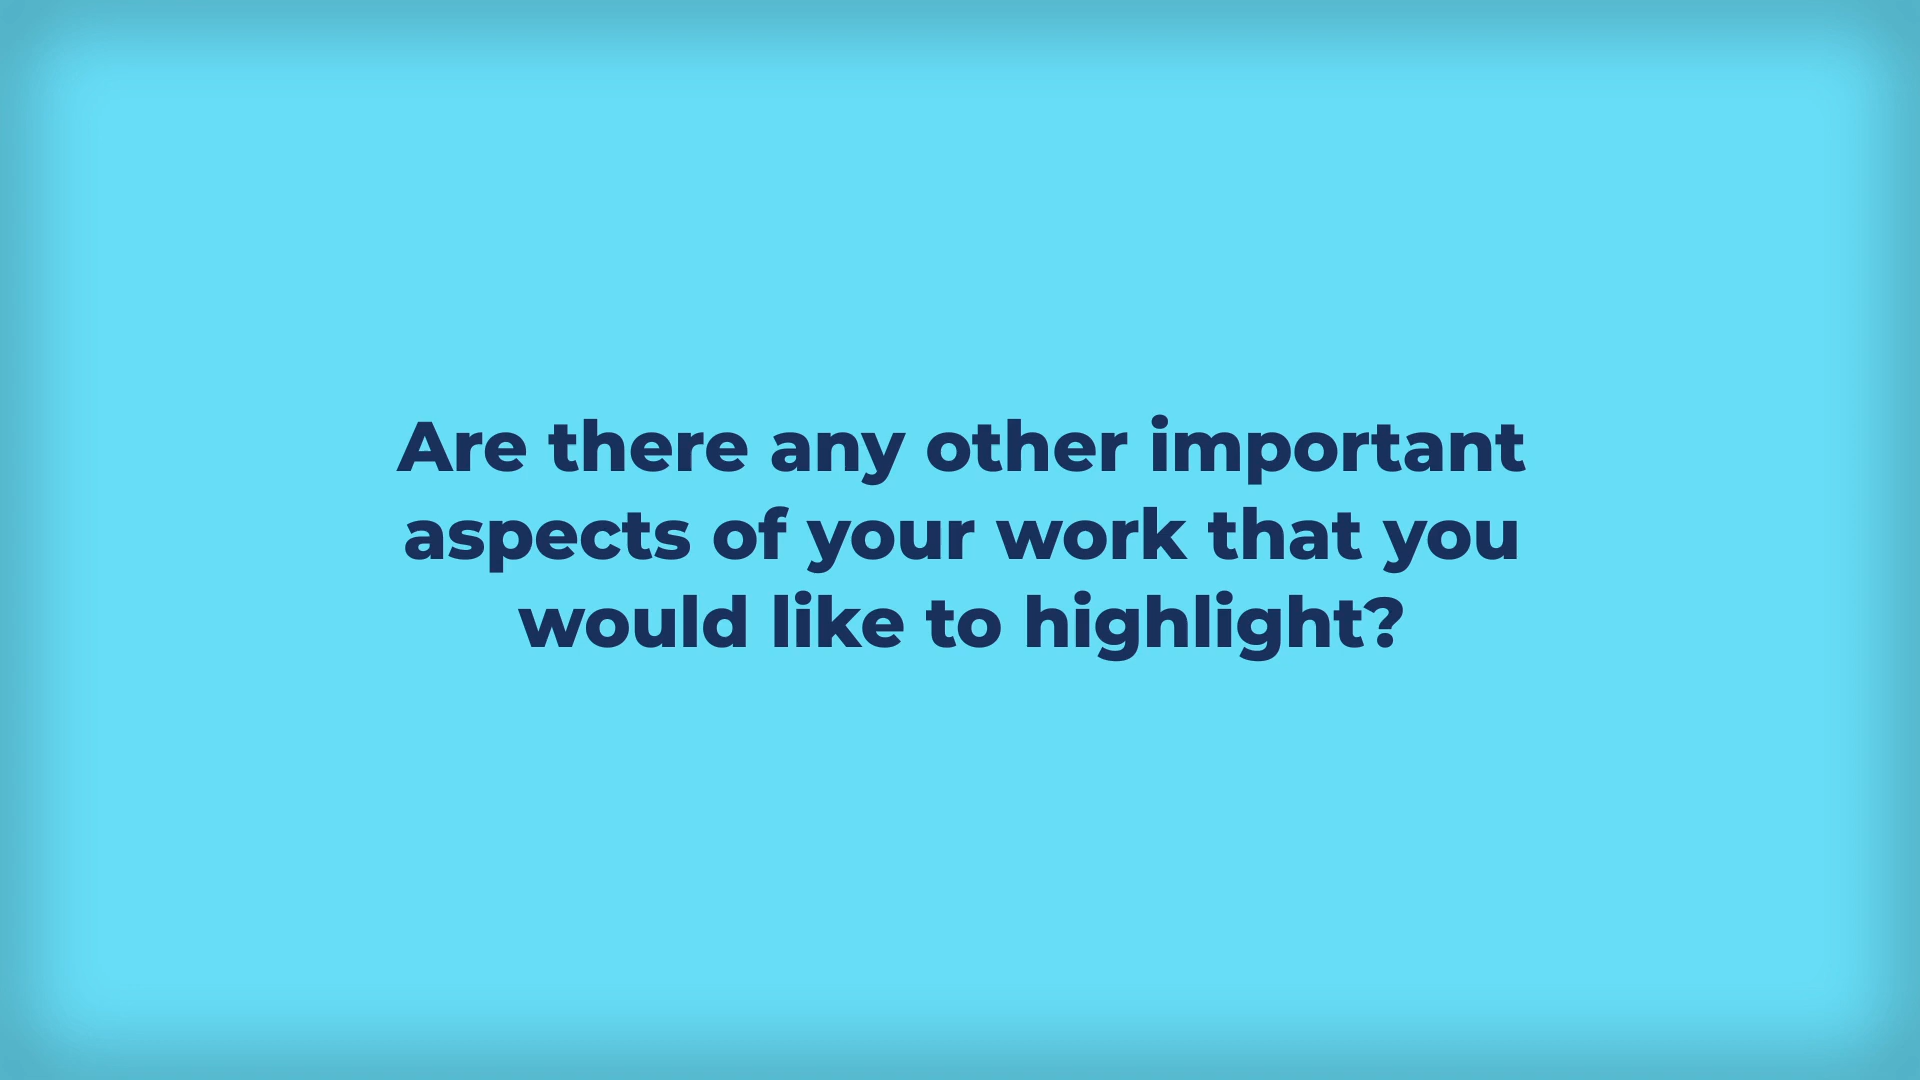 Are there any other important
aspects of your work that you
would like to highlight?